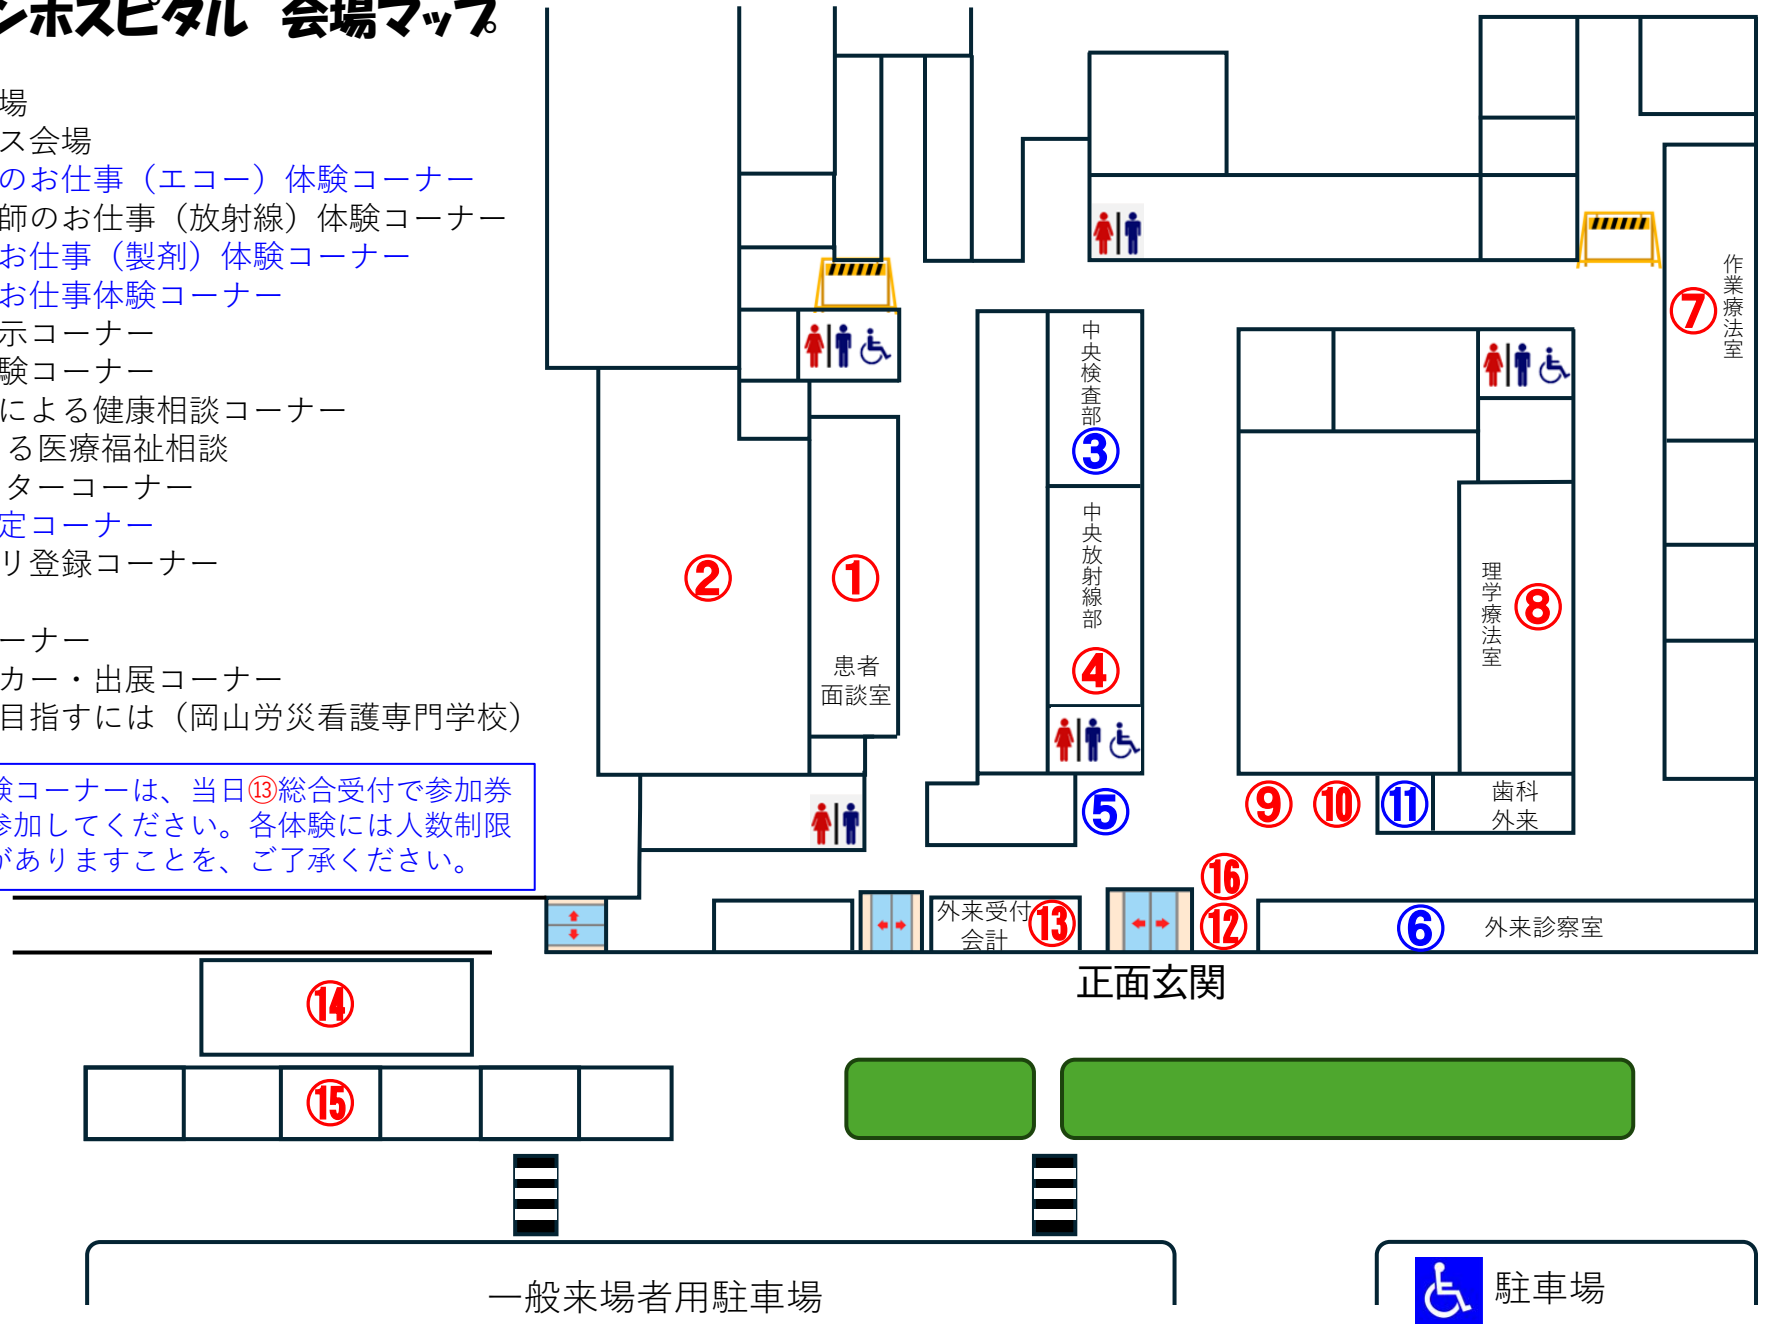 ンホスピタル 会場マップ
場
ス会場
のお仕事（エコー）体験コーナー
師のお仕事（放射線）体験コーナー
お仕事（製剤）体験コーナー
お仕事体験コーナー
示コーナー
験コーナー
による健康相談コーナー
る医療福祉相談
ターコーナー
定コーナー
リ登録コーナー
ーナー
カー・出展コーナー
目指すには（岡山労災看護専門学校）
験コーナーは、当日⑬総合受付で参加券
参加してください。各体験には人数制限
がありますことを、ご了承ください。
作業療法室
⑦
中央検査部
③
中央放射線部
④
②
①
患者
面談室
理学療法室
⑧
⑤
⑨
⑩
⑪
歯科
外来
⑯
⑫
外来受付
会計
⑬
⑥
外来診察室
正面玄関
⑭
⑮
一般来場者用駐車場
駐車場